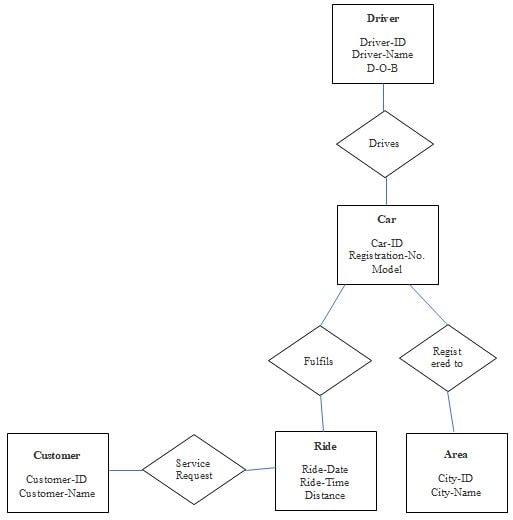 Driver
Driver-ID
Driver-Name
D-O-B
Drives
Car
Car-ID
Registration-No.
Model
Fulfils
Regist
ered to
Customer
Customer-ID
Customer-Name
Service
Request
Ride
Ride-Date
Ride-Time
Distance
Area
City-ID
City-Name